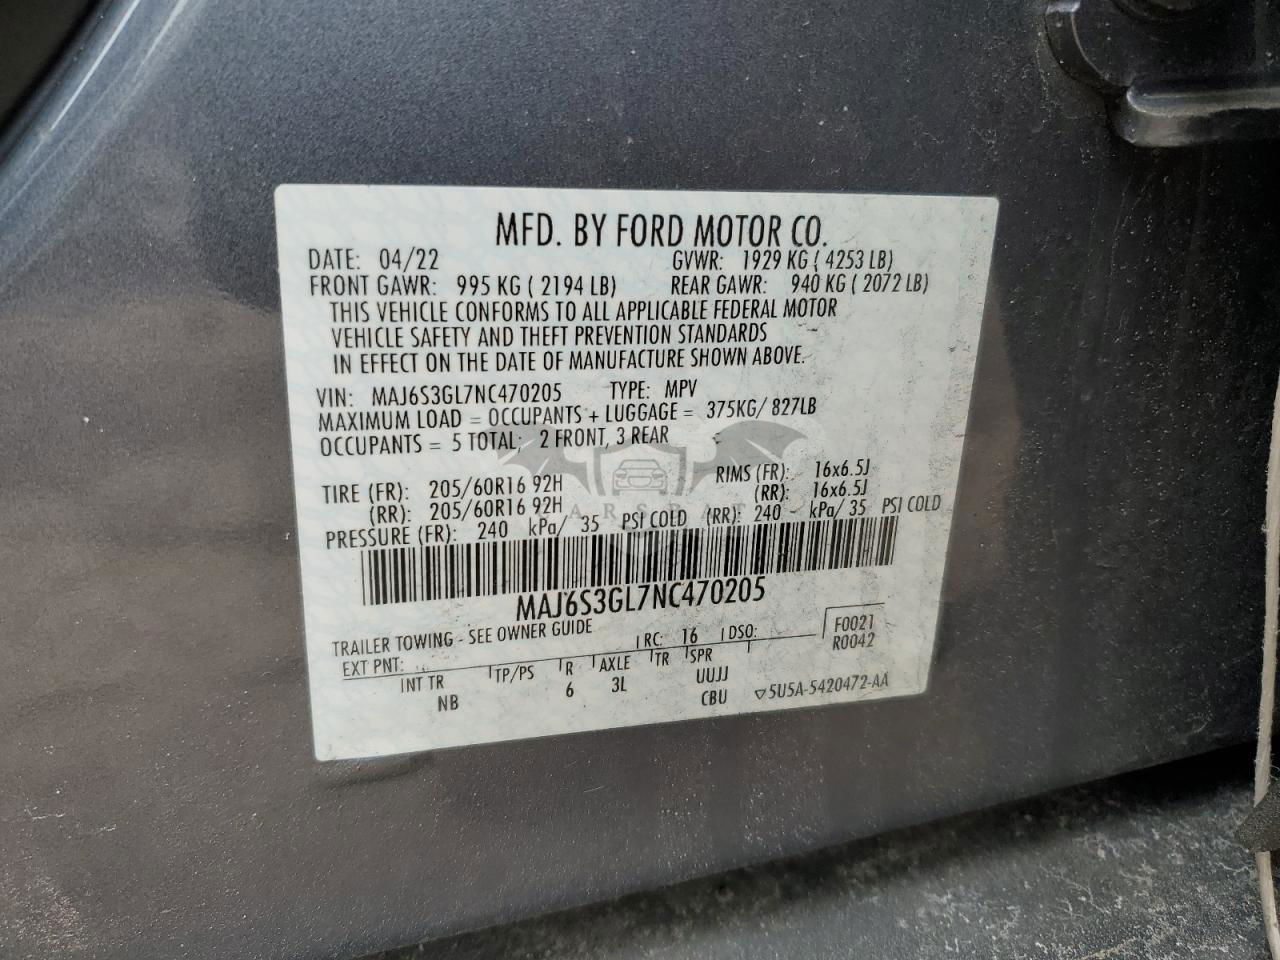 MFD. BY FORD MOTOR CO.
DATE: 04/22 GVWR: 1929 KG ( 4253 LB)
FRONT GAWR: 995 KG ( 2194 LB) REAR GAWR: 940 KG ( 2072 LB)
THIS VEHICLE CONFORMS TO ALL APPLICABLE FEDERAL MOTOR
VEHICLE SAFETY AND THEFT PREVENTION STANDARDS
IN EFFECT ON THE DATE OF MANUFACTURE SHOWN ABOVE.
VIN: MAJ6S3GL7NC470205 TYPE: MPV
MAXIMUM LOAD = OCCUPANTS + LUGGAGE = 375KG/ 827LB
OCCUPANTS = 5 TOTAL; 2 FRONT, 3 REAR
TIRE (FR): 205/60R16 92H RIMS (FR): 16x6.5J
(RR): 205/60R16 92H (RR): 16x6.5J
PRESSURE (FR): 240 kPa/ 35 PSI COLD (RR): 240 kPa/ 35 PSI COLD
MAJ6S3GL7NC470205
TRAILER TOWING - SEE OWNER GUIDE
EXT PNT: RC: 16 DSO: F0021
R0042
INT TR TP/PS R AXLE TR SPR
NB 6 3L UUJJ
CBU 5U5A-5420472-AA